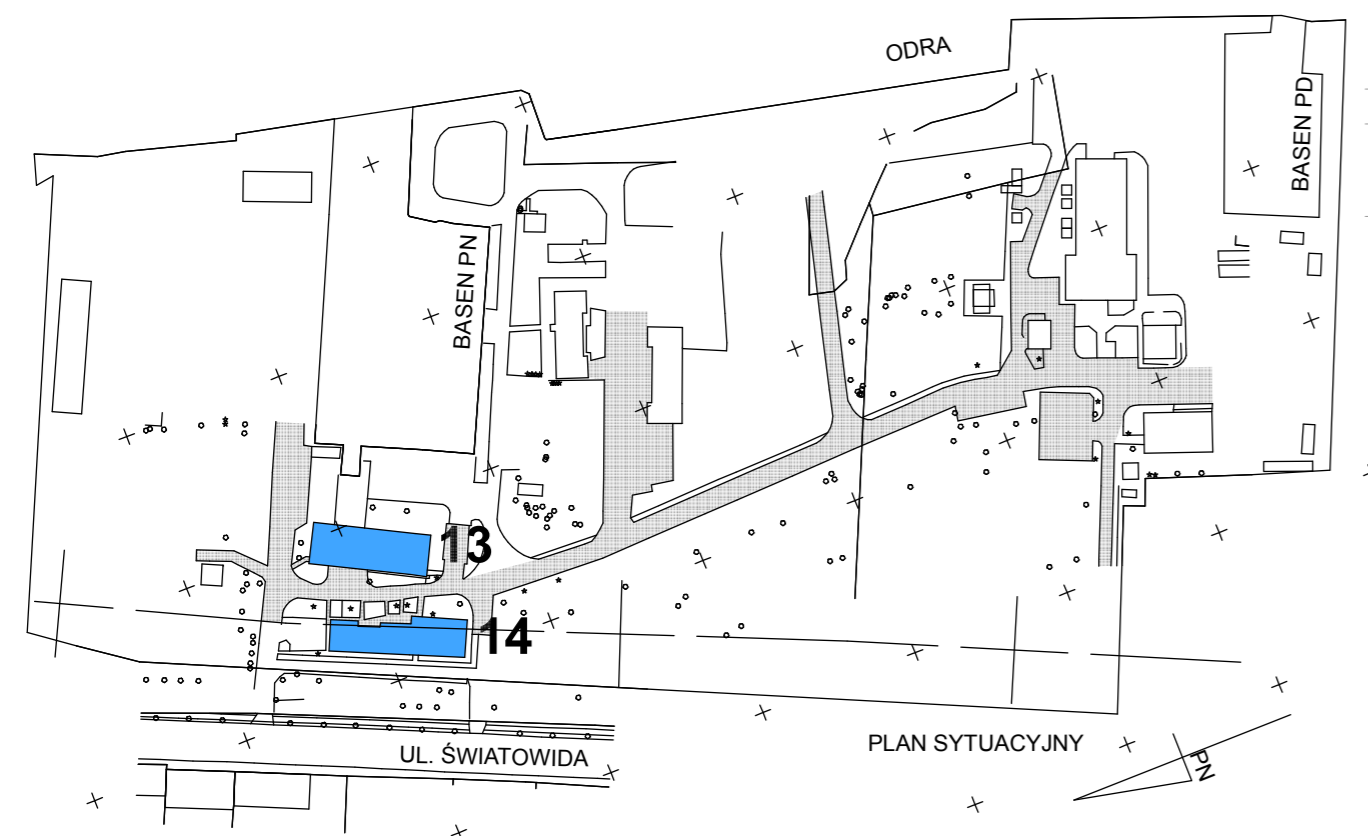 ODRA
BASEN PD
BASEN PN
13
14
UL. ŚWIATOWIDA
PLAN SYTUACYJNY
PN